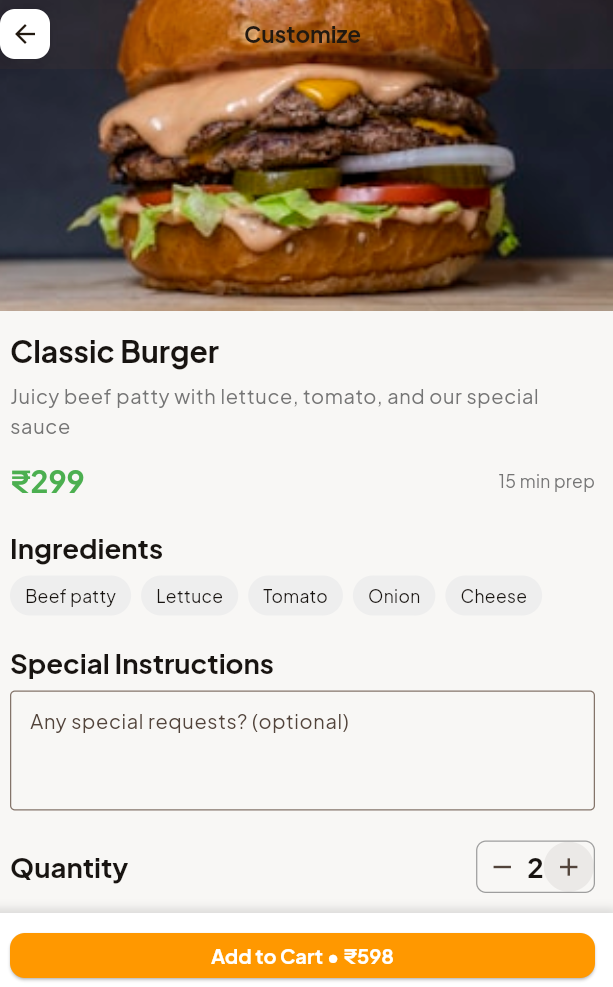 Customize
Classic Burger
Juicy beef patty with lettuce, tomato, and our special
sauce
₹299
15 min prep
Ingredients
Beef patty Lettuce Tomato Onion Cheese
Special Instructions
Any special requests? (optional)
Quantity
− 2 +
Add to Cart • ₹598